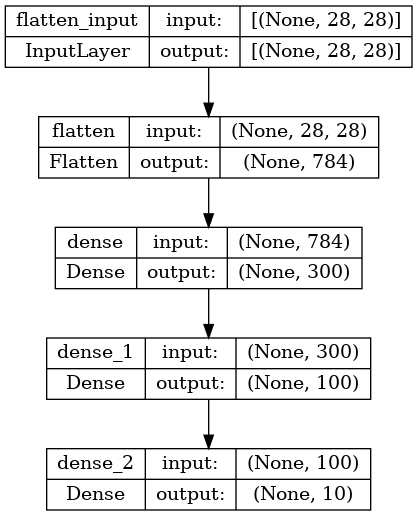 flatten_input input: [(None, 28, 28)]
InputLayer output: [(None, 28, 28)]
flatten input: (None, 28, 28)
Flatten output: (None, 784)
dense input: (None, 784)
Dense output: (None, 300)
dense_1 input: (None, 300)
Dense output: (None, 100)
dense_2 input: (None, 100)
Dense output: (None, 10)